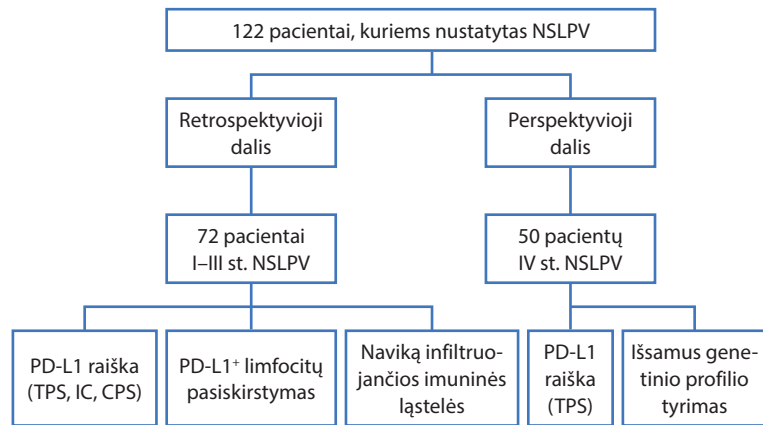 122 pacientai, kuriems nustatytas NSLPV
Retrospektyvioji
dalis
Perspektyvioji
dalis
72 pacientai
I–III st. NSLPV
50 pacientų
IV st. NSLPV
PD-L1 raiška
(TPS, IC, CPS)
PD-L1⁺ limfocitų
pasiskirstymas
Naviką infiltruo-
jančios imuninės
ląstelės
PD-L1
raiška
(TPS)
Išsamus gene-
tinio profilio
tyrimas